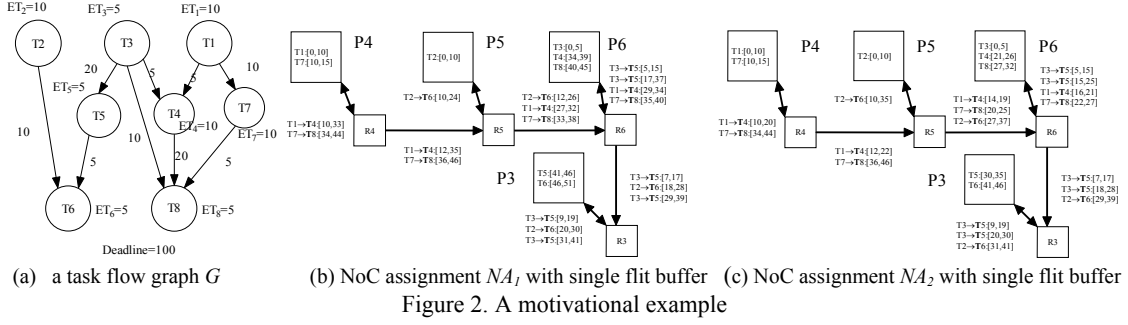 ET2=10
ET3=5
ET1=10
T2
T3
T1
20
5
5
10
ET5=5
T5
T4
ET4=10
T7
ET7=10
10
10
20
5
5
T6
ET6=5
T8
ET8=5
Deadline=100
(a) a task flow graph G
T1:[0,10]
T7:[10,15]
P4
T2:[0,10]
P5
T3:[0,5]
T4:[34,39]
T8:[40,45]
P6
T3→T5:[5,15]
T3→T5:[17,37]
T1→T4:[29,34]
T7→T8:[35,40]
T2→T6:[10,24]
T2→T6:[12,26]
T1→T4:[27,32]
T7→T8:[33,38]
T1→T4:[10,33]
T7→T8:[34,44]
R4
R5
R6
T1→T4:[12,35]
T7→T8:[36,46]
P3
T5:[41,46]
T6:[46,51]
T3→T5:[7,17]
T2→T6:[18,28]
T3→T5:[29,39]
T3→T5:[9,19]
T2→T6:[20,30]
T3→T5:[31,41]
R3
(b) NoC assignment NA1 with single flit buffer
T1:[0,10]
T7:[10,15]
P4
T2:[0,10]
P5
T3:[0,5]
T4:[21,26]
T8:[27,32]
P6
T3→T5:[5,15]
T3→T5:[15,25]
T1→T4:[16,21]
T7→T8:[22,27]
T2→T6:[10,35]
T1→T4:[14,19]
T7→T8:[20,25]
T2→T6:[27,37]
T1→T4:[10,20]
T7→T8:[34,44]
R4
R5
R6
T1→T4:[12,22]
T7→T8:[36,46]
P3
T5:[30,35]
T6:[41,46]
T3→T5:[7,17]
T3→T5:[18,28]
T2→T6:[29,39]
T3→T5:[9,19]
T3→T5:[20,30]
T2→T6:[31,41]
R3
(c) NoC assignment NA2 with single flit buffer
Figure 2. A motivational example